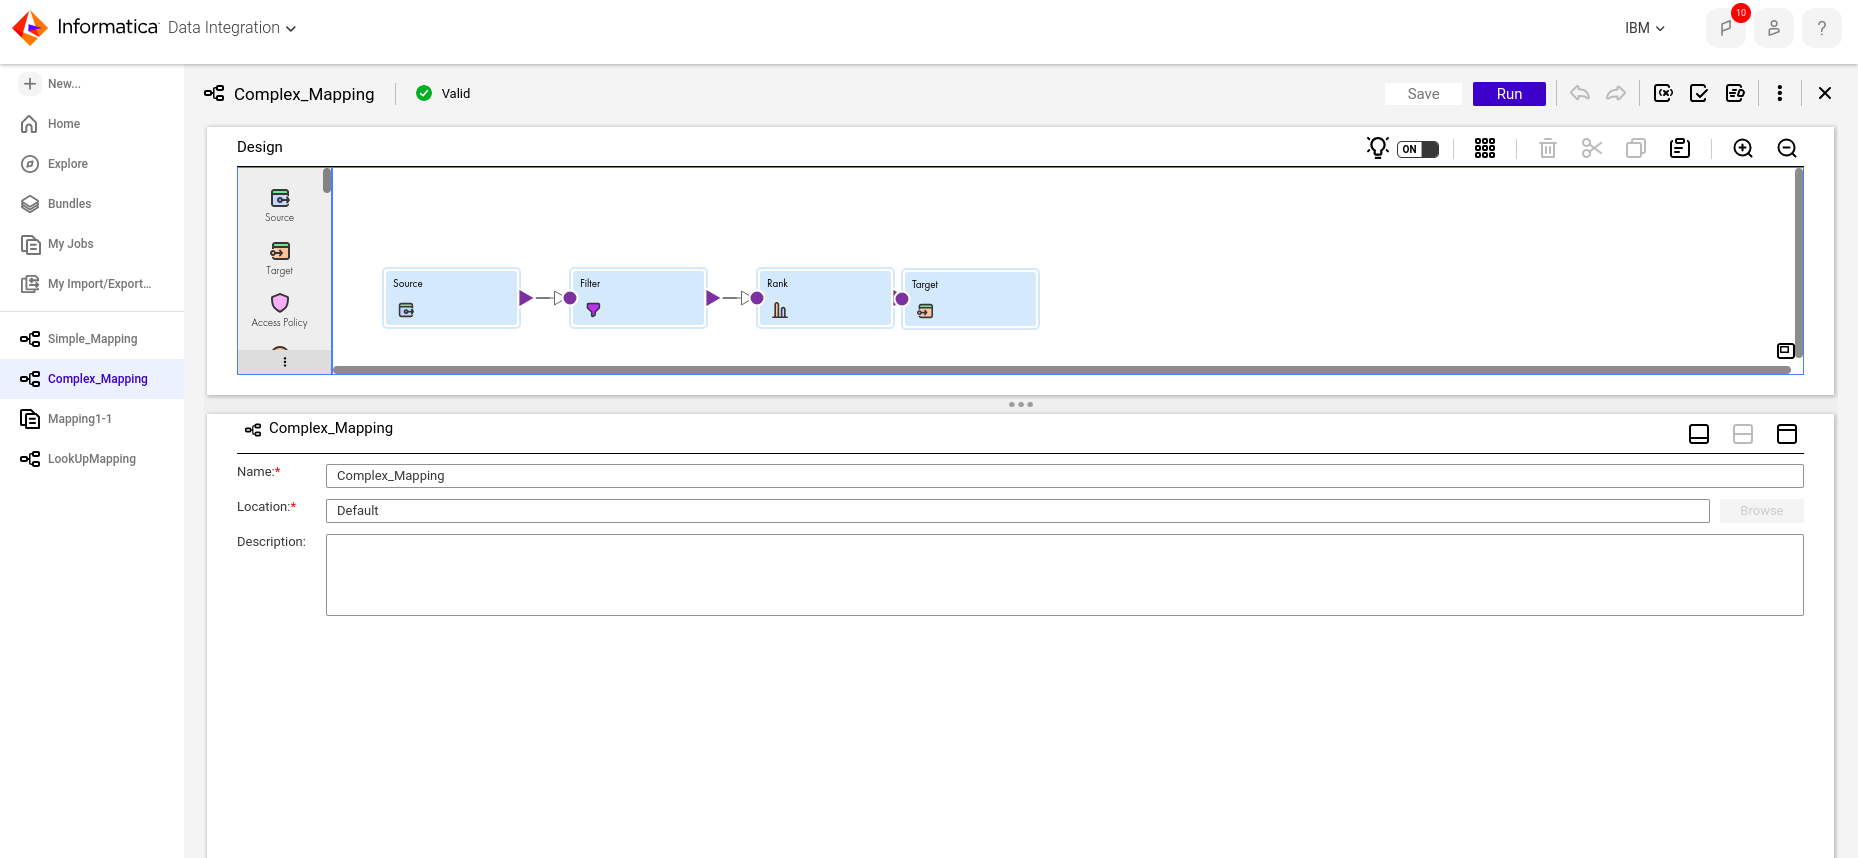 Informatica Data Integration
IBM
10
?
New...
Home
Explore
Bundles
My Jobs
My Import/Export...
Simple_Mapping
Complex_Mapping
Mapping1-1
LookUpMapping
Complex_Mapping
Valid
Save
Run
Design
ON
Source
Target
Access Policy
Source
Filter
Rank
Target
Complex_Mapping
Name:*
Complex_Mapping
Location:*
Default
Browse
Description: